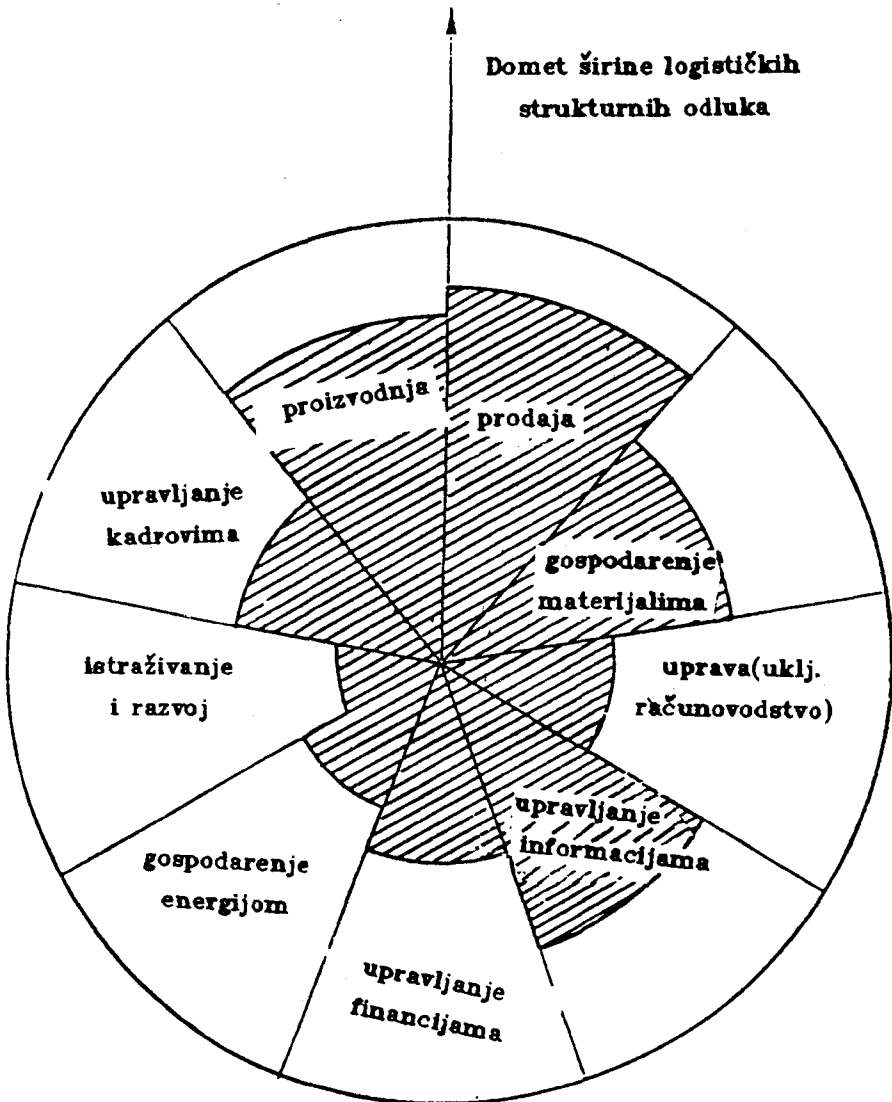 Domet širine logističkih
strukturnih odluka
proizvodnja
prodaja
upravljanje
kadrovima
gospodarenje
materijalima
istraživanje
i razvoj
uprava(uklj.
računovodstvo)
upravljanje
informacijama
gospodarenje
energijom
upravljanje
financijama